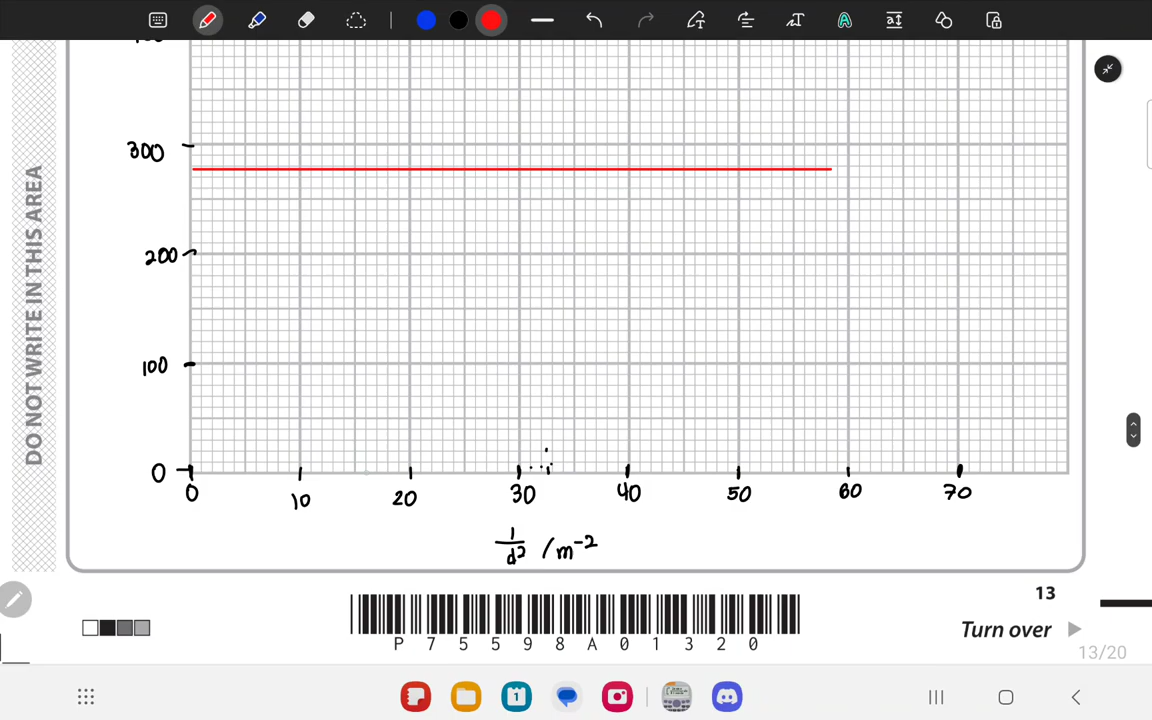 DO NOT WRITE IN THIS AREA
300
200
100
0
0 10 20 30 40 50 60 70
1/d² /m⁻²
13
P 7 5 5 9 8 A 0 1 3 2 0
Turn over
13/20